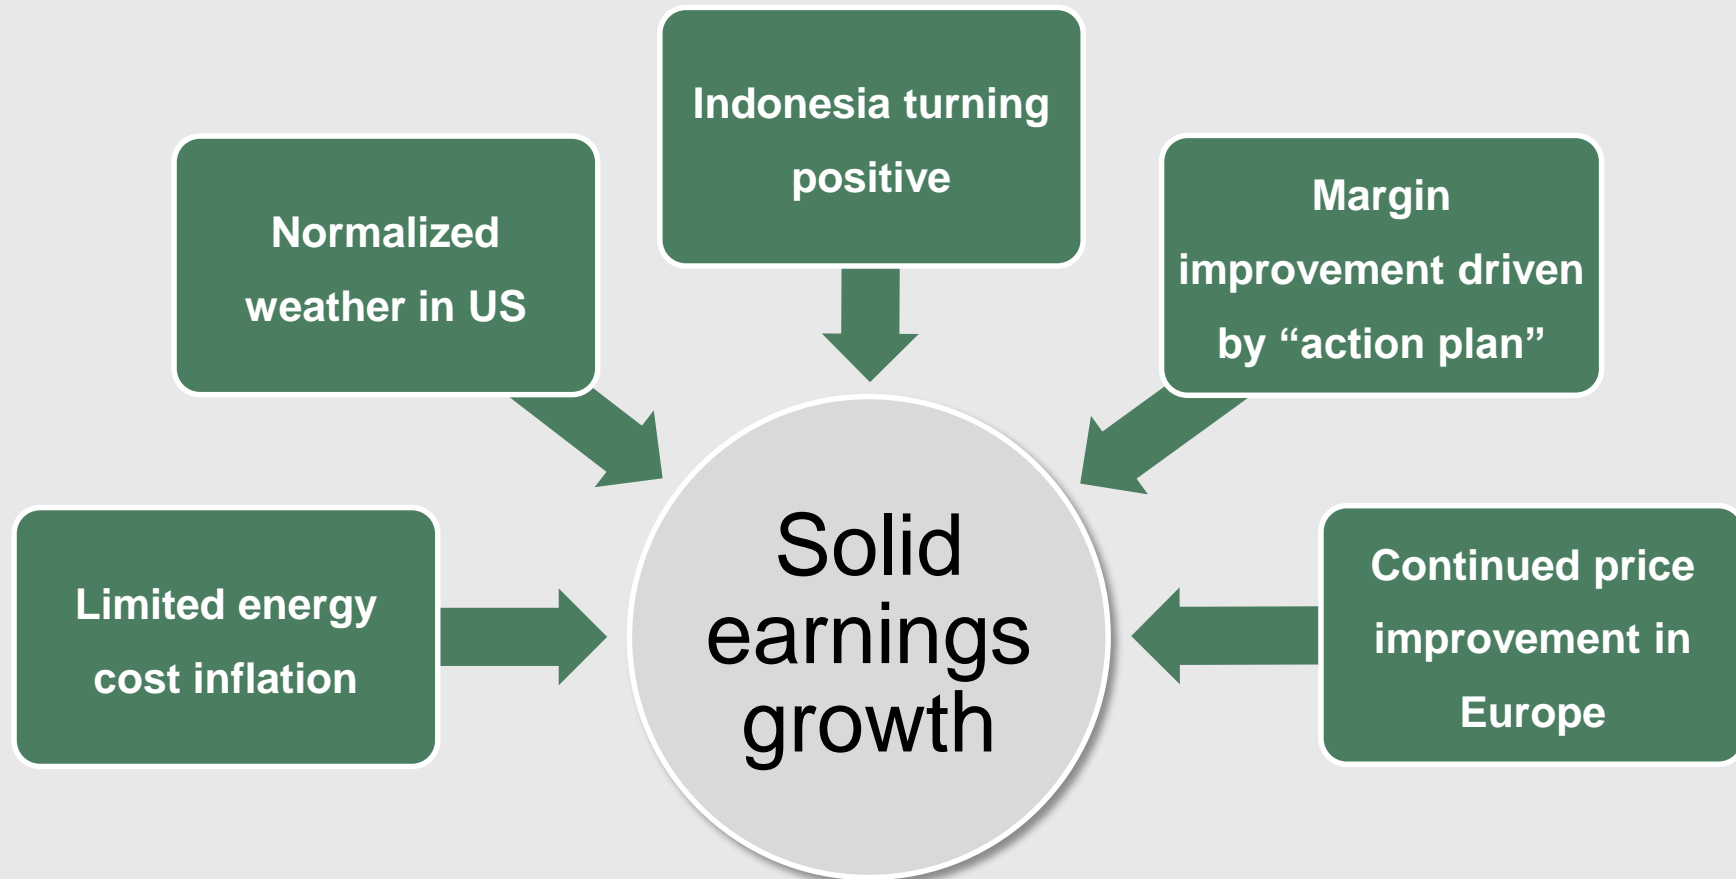 Indonesia turning
positive
Normalized
weather in US
Margin
improvement driven
by “action plan”
Limited energy
cost inflation
Solid
earnings
growth
Continued price
improvement in
Europe